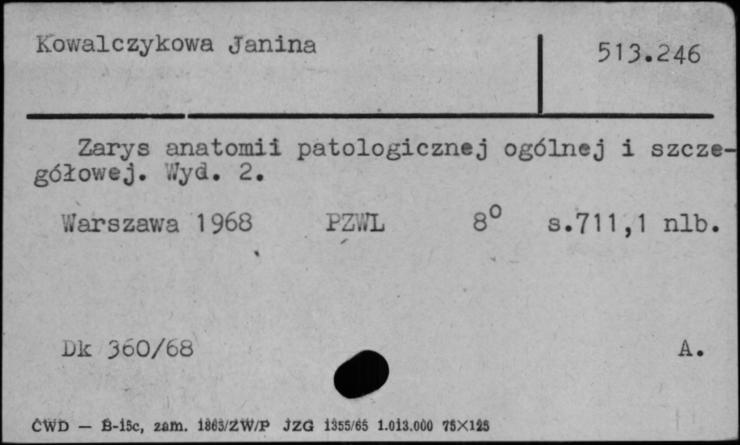 Kowalczykowa Janina
513.246
Zarys anatomii patologicznej ogólnej i szcze-
gółowej. Wyd. 2.
Warszawa 1968 PZWL 8° s.711,1 nlb.
Dk 360/68 A.
CWD — B-15c, zam. 1863/ZW/P JZG 1355/65 1.013.000 75×125